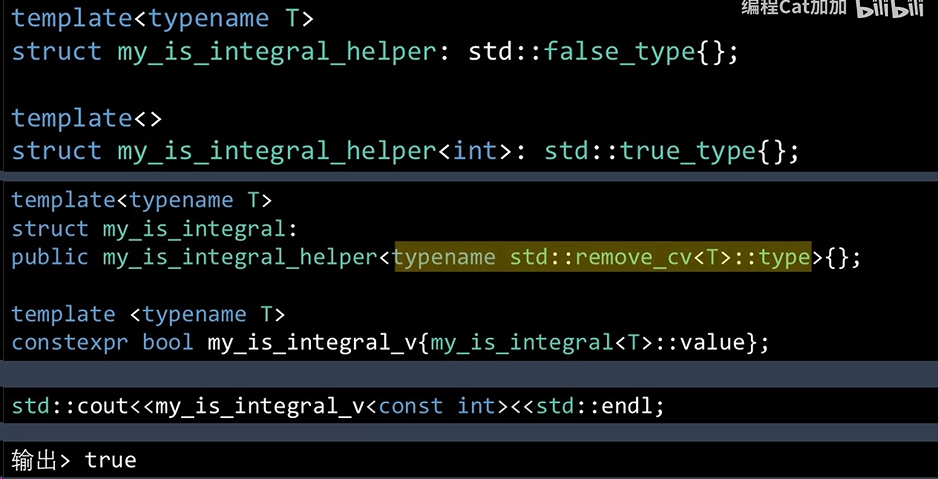 编程Cat加加 bilibili
template<typename T>
struct my_is_integral_helper: std::false_type{};
template<>
struct my_is_integral_helper<int>: std::true_type{};
template<typename T>
struct my_is_integral:
public my_is_integral_helper<typename std::remove_cv<T>::type>{};
template <typename T>
constexpr bool my_is_integral_v{my_is_integral<T>::value};
std::cout<<my_is_integral_v<const int><<std::endl;
输出> true